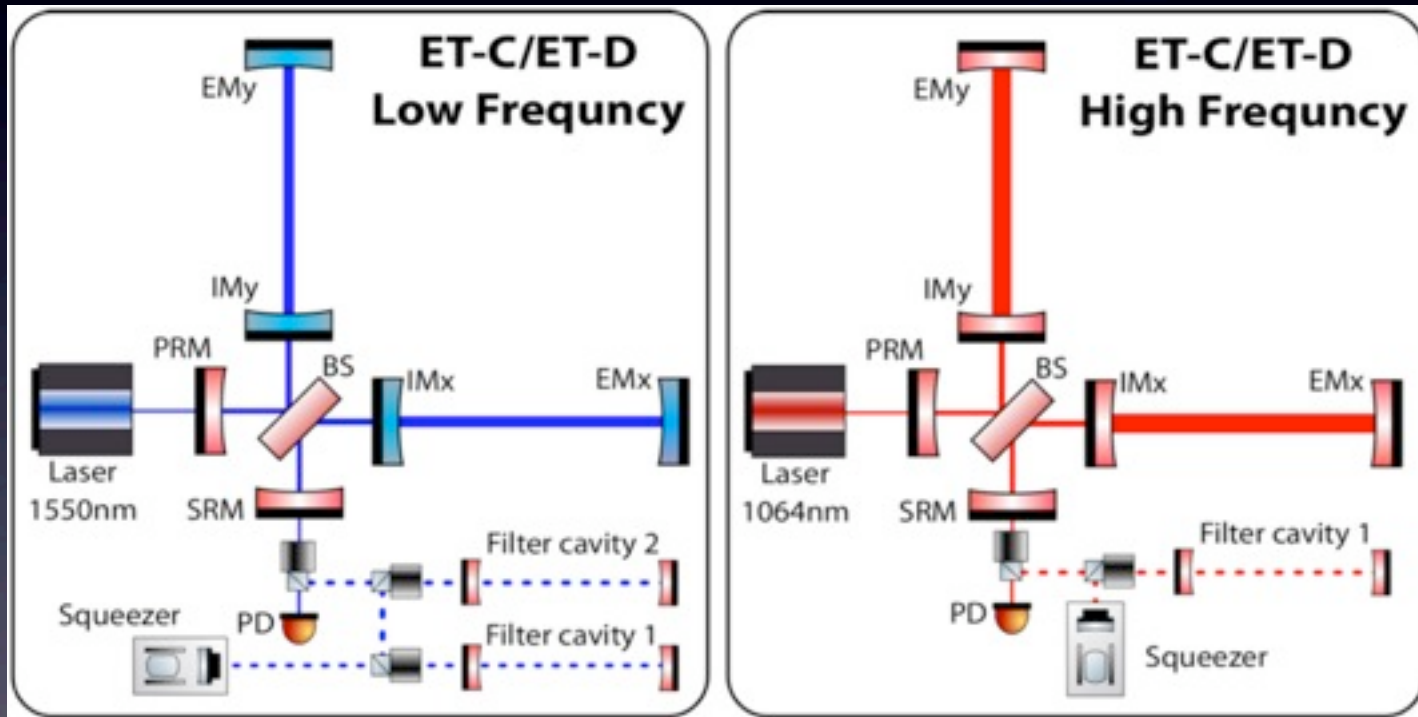 ET-C/ET-D
Low Frequncy
EMy
IMy
PRM
BS
IMx
EMx
Laser
1550nm
SRM
Filter cavity 2
Squeezer
PD
Filter cavity 1
ET-C/ET-D
High Frequncy
EMy
IMy
PRM
BS
IMx
EMx
Laser
1064nm
SRM
Filter cavity 1
PD
Squeezer